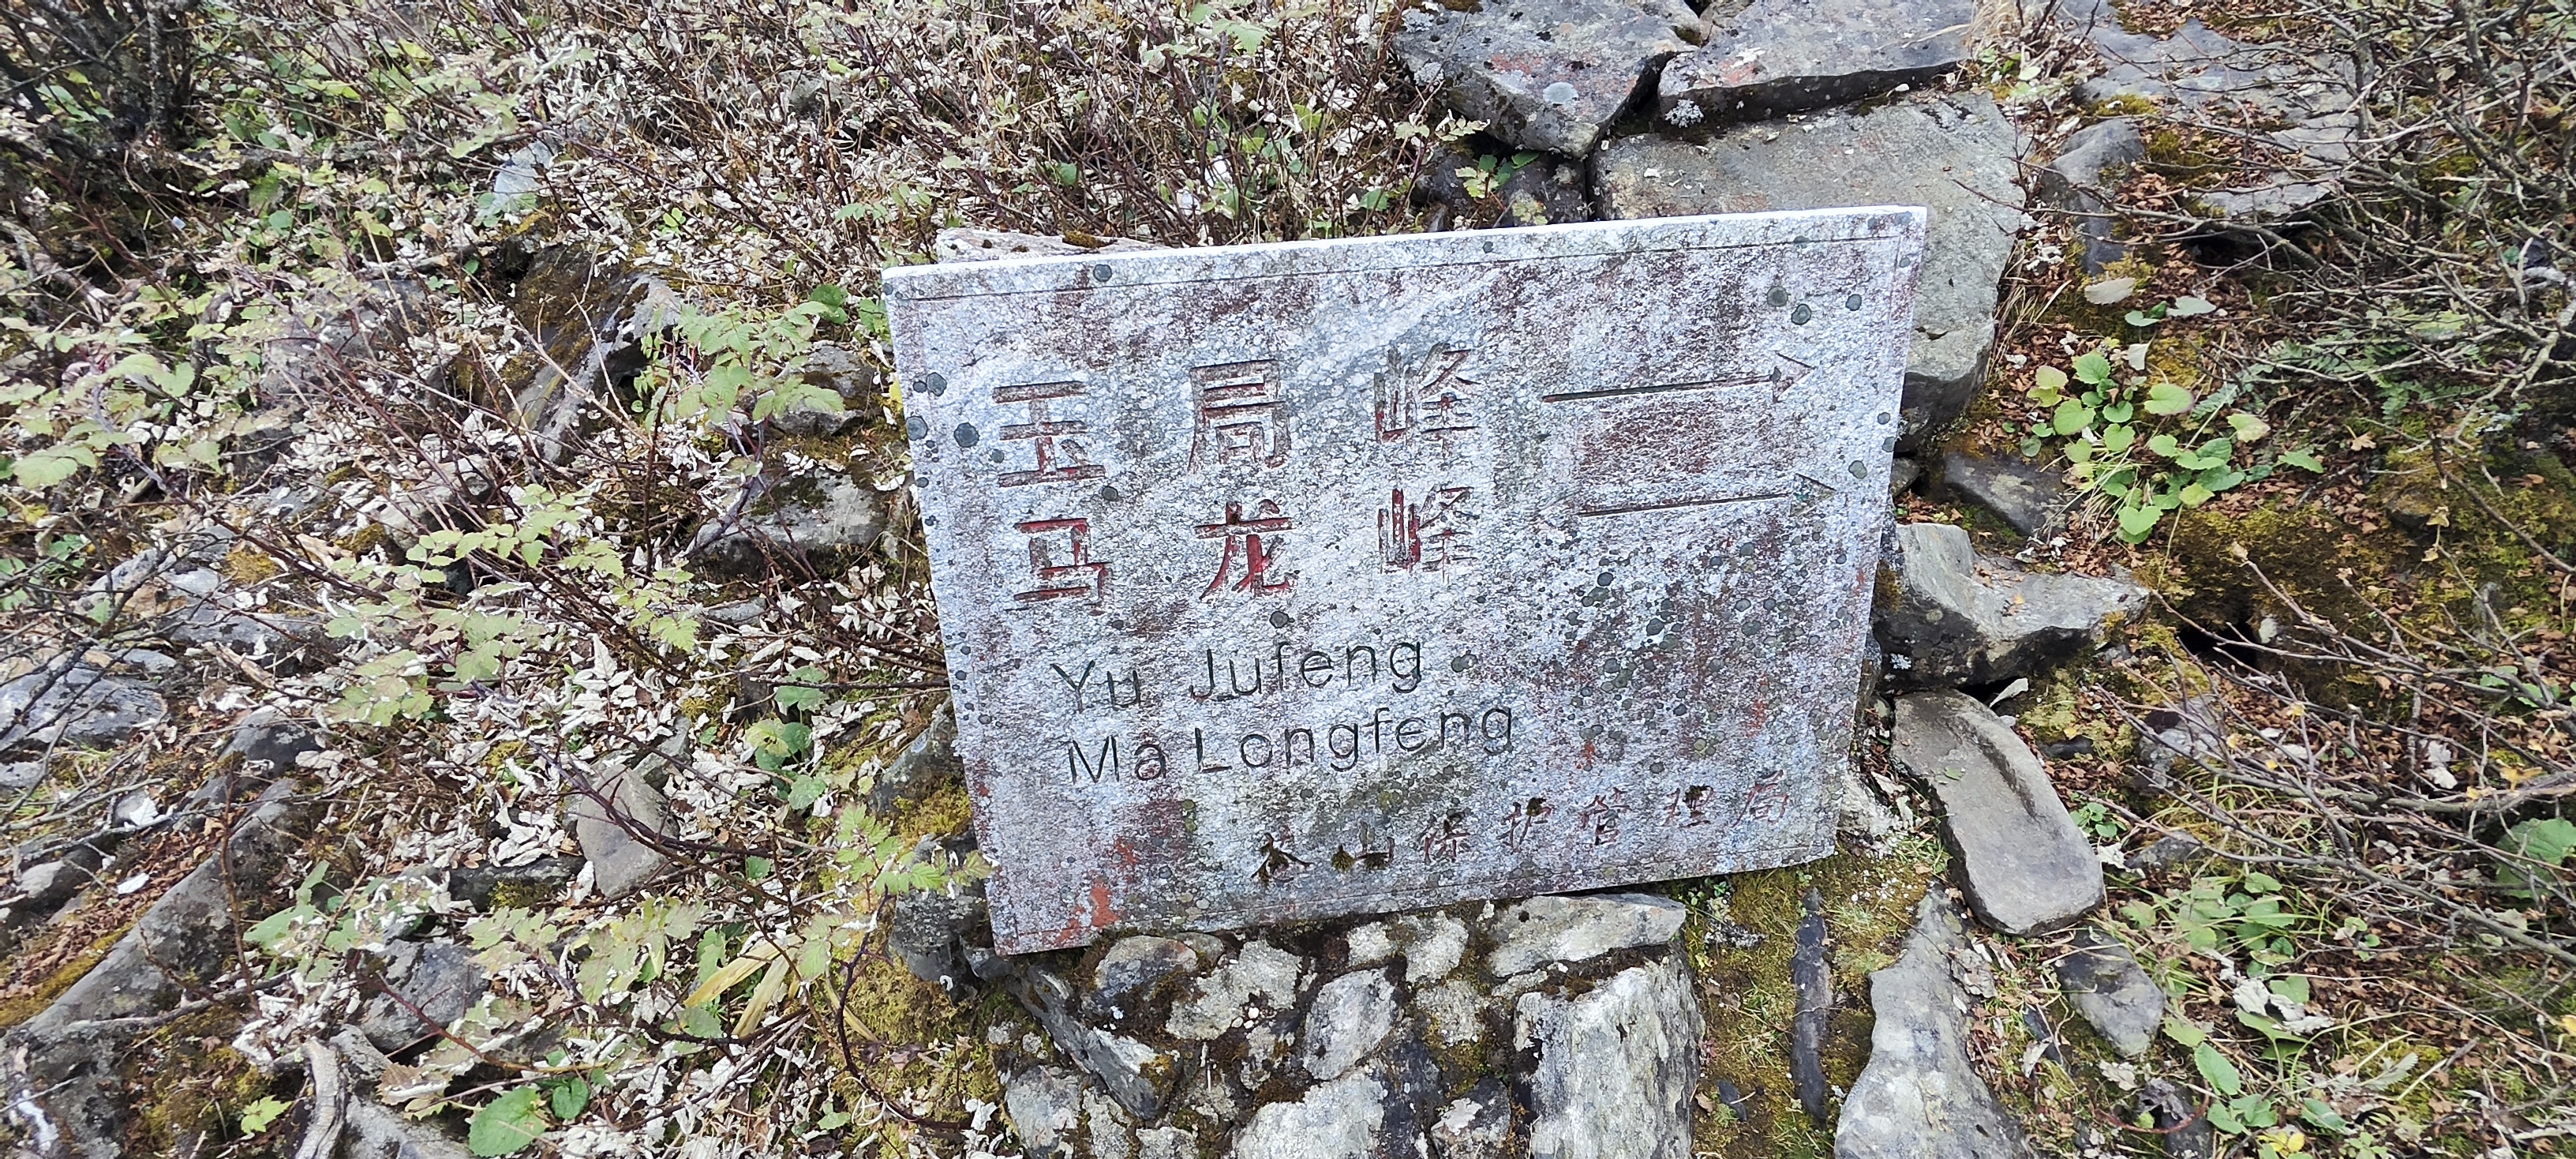 玉局峰
马龙峰
Yu Jufeng
Ma Longfeng
苍山保护管理局